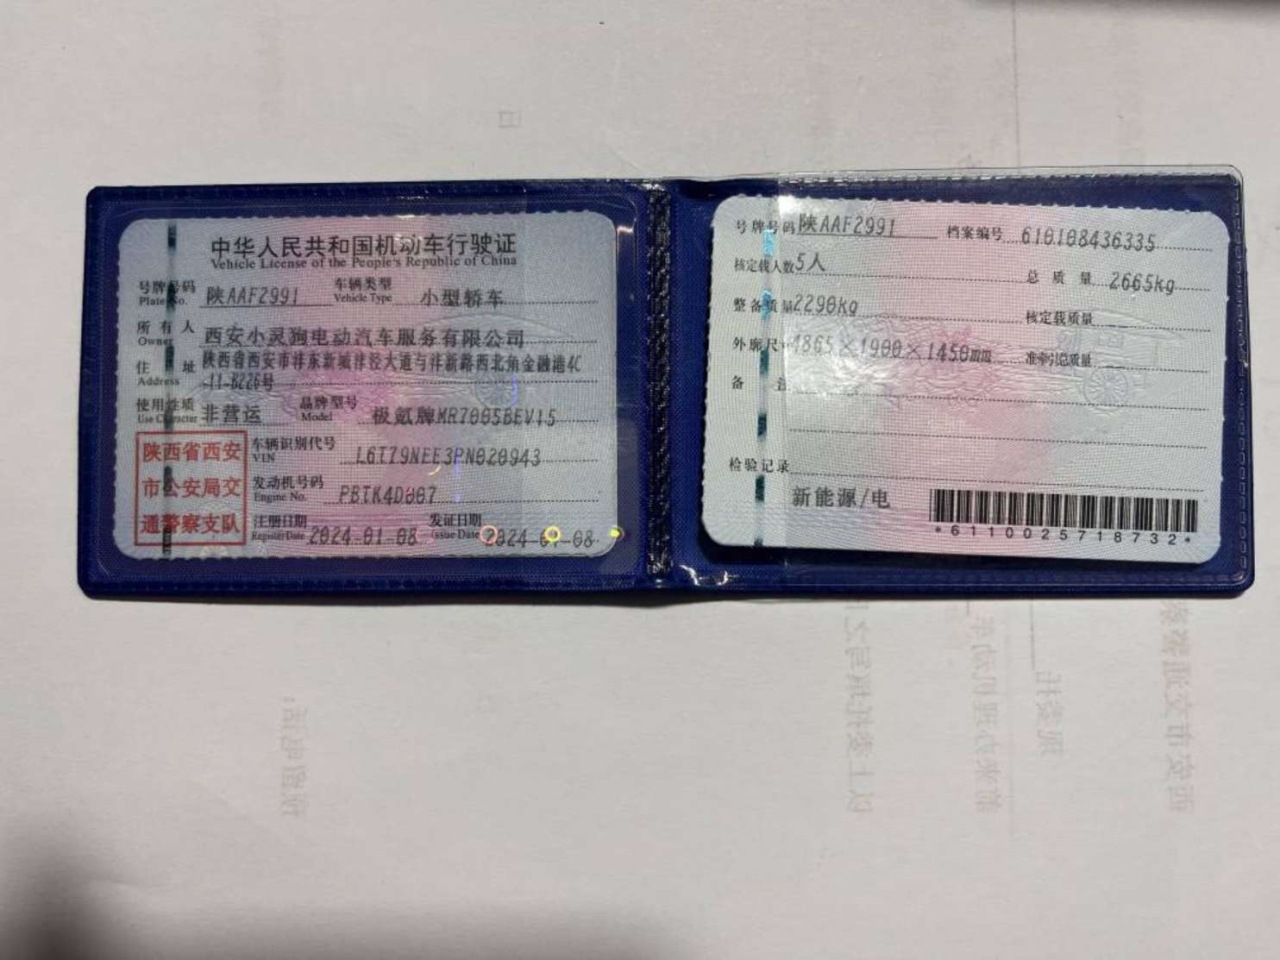 中华人民共和国机动车行驶证
Vehicle License of the People's Republic of China
号牌号码 陕AAF2991 车辆类型 小型轿车
Plate No. Vehicle Type
所有人 西安小灵狗电动汽车服务有限公司
Owner
住址 陕西省西安市沣东新城沣泾大道与沣新路西北角金融港4C
Address -11-B226号
使用性质 非营运 品牌型号 极氪牌MR7005BEV15
Use Character Model
陕西省西安
市公安局交
通警察支队
车辆识别代号 L6T79NEE3PN020943
VIN
发动机号码 PBTK4D007
Engine No.
注册日期 2024-01-08 发证日期 2024-01-08
Register Date Issue Date
号牌号码 陕AAF2991 档案编号 610108436335
核定载人数 5人 总质量 2665kg
整备质量 2290kg 核定载质量
外廓尺寸 4865×1900×1450mm 准牵引总质量
备注
检验记录
新能源/电
*6110025718732*